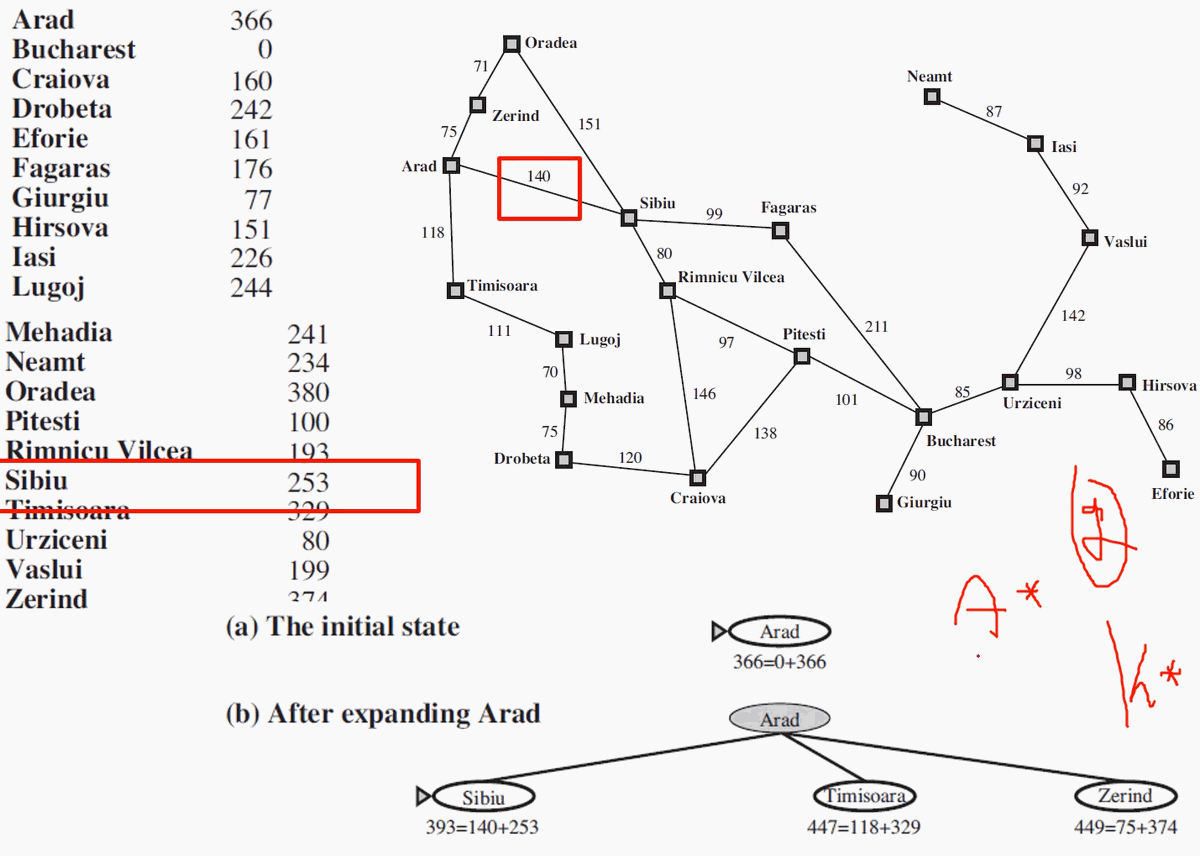 Arad 366
Bucharest 0
Craiova 160
Drobeta 242
Eforie 161
Fagaras 176
Giurgiu 77
Hirsova 151
Iasi 226
Lugoj 244
Mehadia 241
Neamt 234
Oradea 380
Pitesti 100
Rimnicu Vilcea 193
Sibiu 253
Timisoara 329
Urziceni 80
Vaslui 199
Zerind 374
Oradea
71
Neamt
87
Zerind
151
75
Iasi
Arad
140
92
Sibiu
Fagaras
99
118
Vaslui
80
Timisoara
Rimnicu Vilcea
142
111
Pitesti
211
Lugoj
97
70
98
Hirsova
85
Mehadia
146
101
Urziceni
86
75
138
Bucharest
Drobeta
120
90
Craiova
Giurgiu
Eforie
g
A*
h*
(a) The initial state
Arad
366=0+366
(b) After expanding Arad
Arad
Sibiu
Timisoara
Zerind
393=140+253
447=118+329
449=75+374